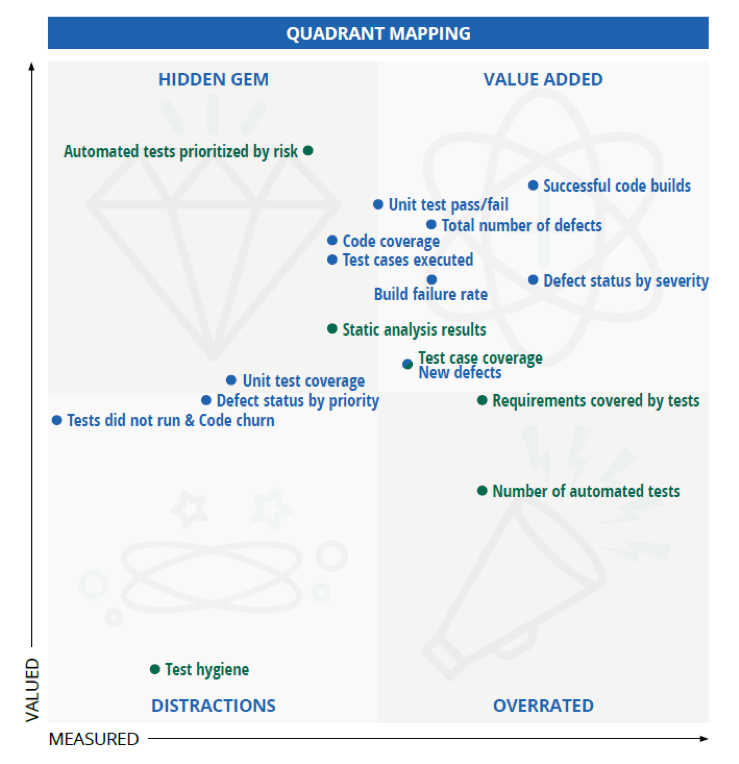 QUADRANT MAPPING
HIDDEN GEM
VALUE ADDED
Automated tests prioritized by risk
Successful code builds
Unit test pass/fail
Total number of defects
Code coverage
Test cases executed
Build failure rate
Defect status by severity
Static analysis results
Test case coverage
New defects
Unit test coverage
Defect status by priority
Requirements covered by tests
Tests did not run & Code churn
Number of automated tests
Test hygiene
DISTRACTIONS
OVERRATED
VALUED
MEASURED